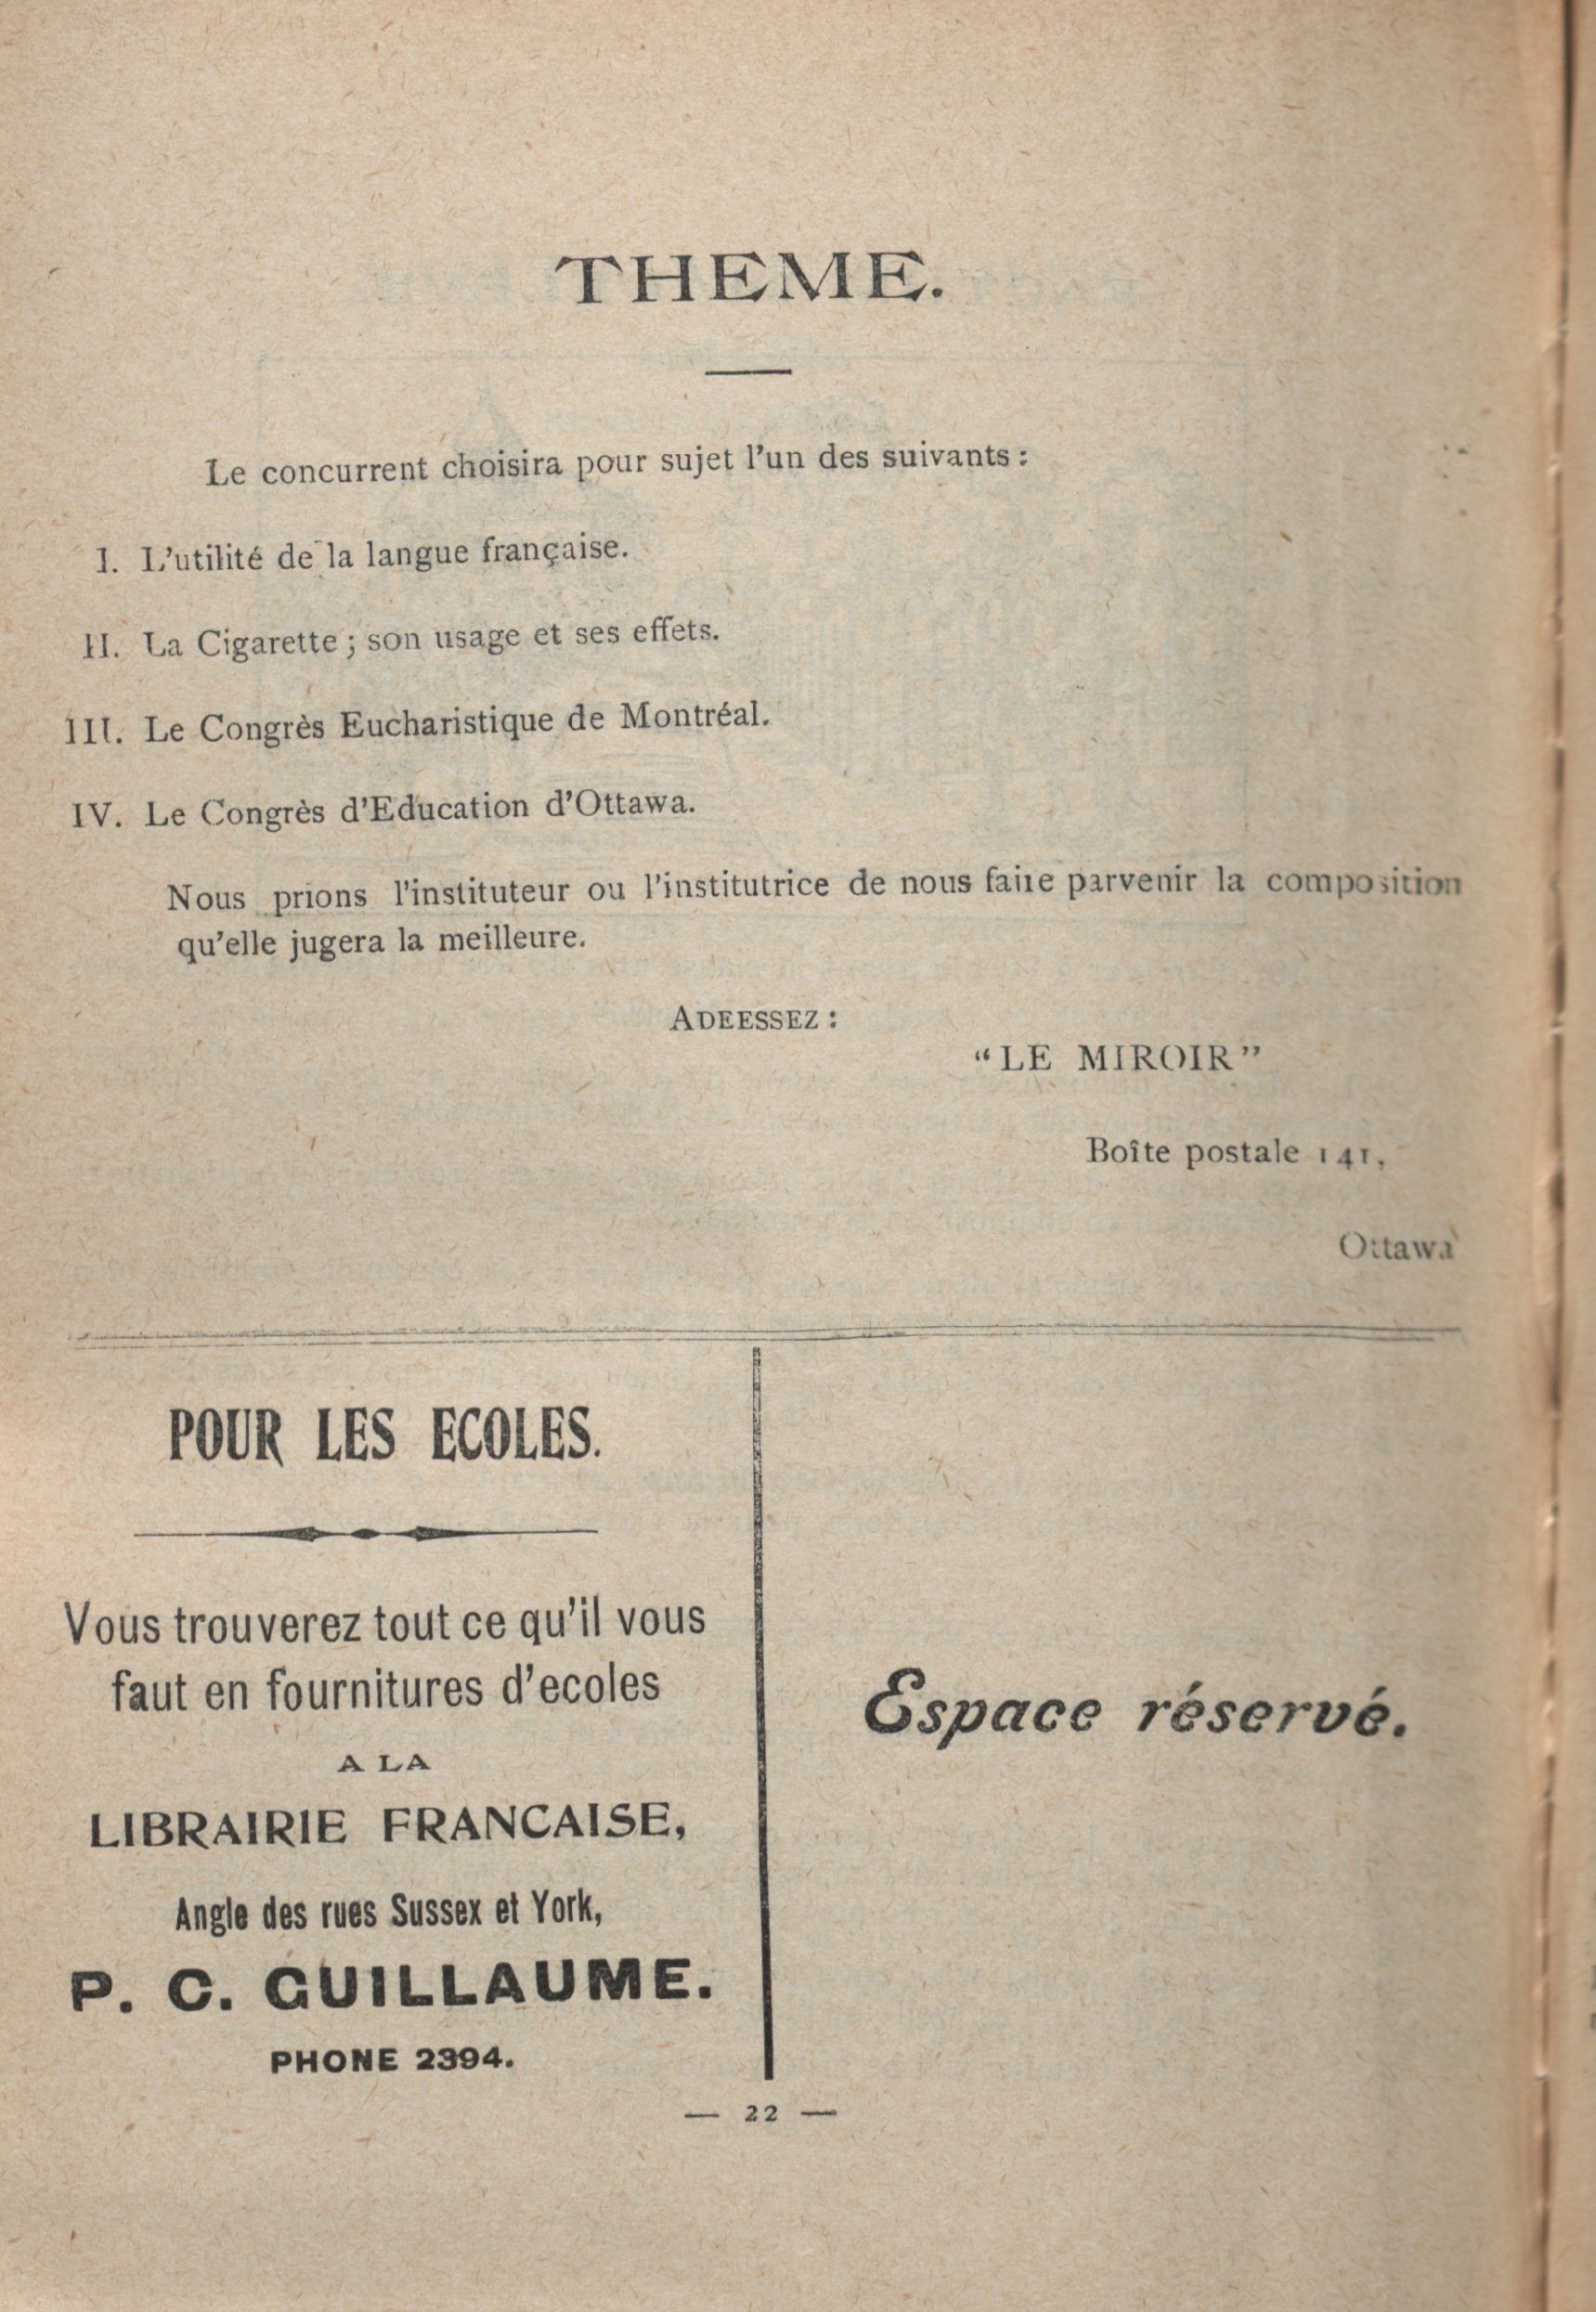 THEME.
Le concurrent choisira pour sujet l'un des suivants :
I. L'utilité de la langue française.
II. La Cigarette ; son usage et ses effets.
III. Le Congrès Eucharistique de Montréal.
IV. Le Congrès d'Education d'Ottawa.
Nous prions l'instituteur ou l'institutrice de nous faire parvenir la composition
qu'elle jugera la meilleure.
ADEESSEZ :
“LE MIROIR”
Boîte postale 141,
Ottawa
POUR LES ECOLES.
Vous trouverez tout ce qu'il vous
faut en fournitures d'ecoles
A LA
LIBRAIRIE FRANCAISE,
Angle des rues Sussex et York,
P. C. GUILLAUME.
PHONE 2394.
Espace réservé.
— 22 —